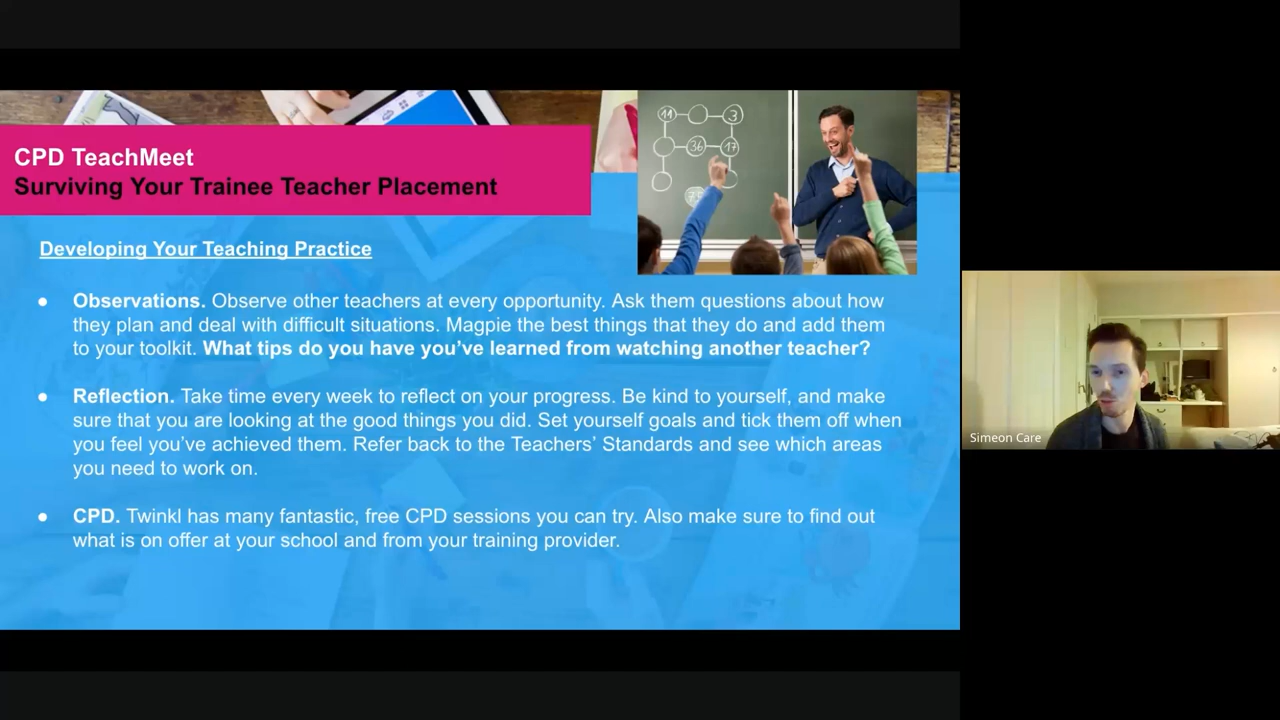 CPD TeachMeet
Surviving Your Trainee Teacher Placement
11 3
36 17
Developing Your Teaching Practice
● Observations. Observe other teachers at every opportunity. Ask them questions about how
they plan and deal with difficult situations. Magpie the best things that they do and add them
to your toolkit. What tips do you have you’ve learned from watching another teacher?
● Reflection. Take time every week to reflect on your progress. Be kind to yourself, and make
sure that you are looking at the good things you did. Set yourself goals and tick them off when
you feel you’ve achieved them. Refer back to the Teachers’ Standards and see which areas
you need to work on.
● CPD. Twinkl has many fantastic, free CPD sessions you can try. Also make sure to find out
what is on offer at your school and from your training provider.
Simeon Care